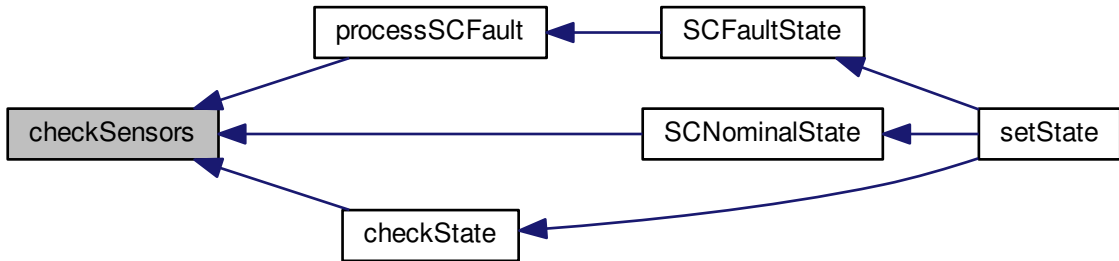 processSCFault
SCFaultState
checkSensors
SCNominalState
setState
checkState